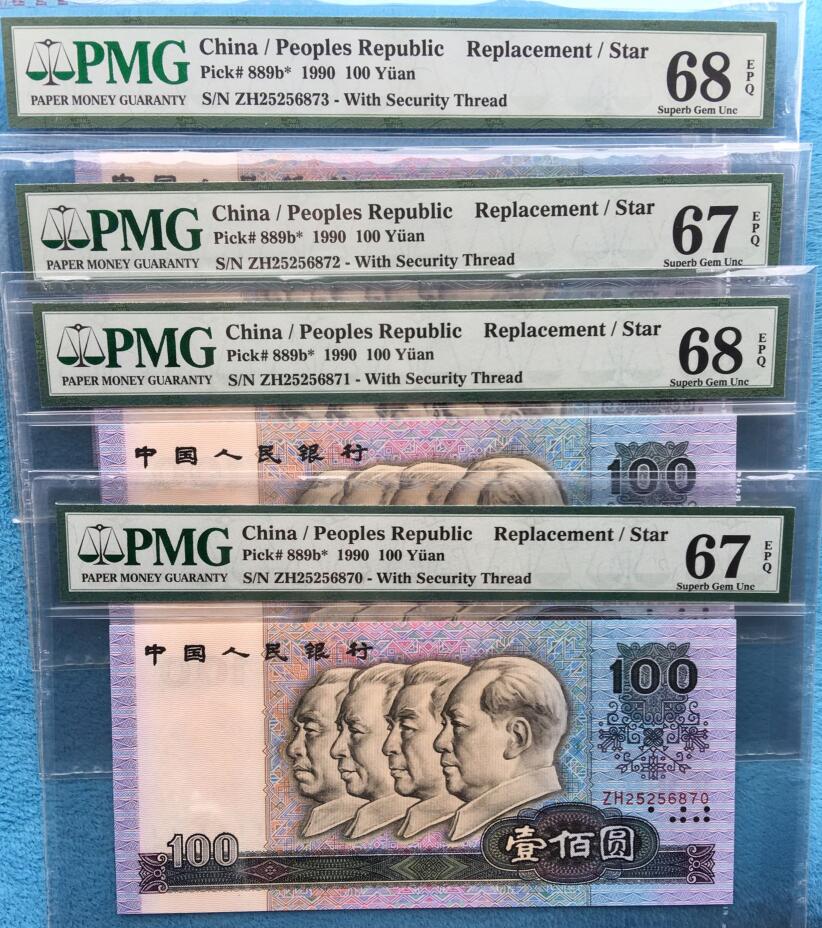 PMG
PAPER MONEY GUARANTY
China / Peoples Republic Replacement / Star
Pick# 889b* 1990 100 Yüan
S/N ZH25256873 - With Security Thread
68
EPQ
Superb Gem Unc
PMG
PAPER MONEY GUARANTY
China / Peoples Republic Replacement / Star
Pick# 889b* 1990 100 Yüan
S/N ZH25256872 - With Security Thread
67
EPQ
Superb Gem Unc
PMG
PAPER MONEY GUARANTY
China / Peoples Republic Replacement / Star
Pick# 889b* 1990 100 Yüan
S/N ZH25256871 - With Security Thread
68
EPQ
Superb Gem Unc
中国人民银行
100
PMG
PAPER MONEY GUARANTY
China / Peoples Republic Replacement / Star
Pick# 889b* 1990 100 Yüan
S/N ZH25256870 - With Security Thread
67
EPQ
Superb Gem Unc
中国人民银行
100
ZH25256870
100
壹佰圆